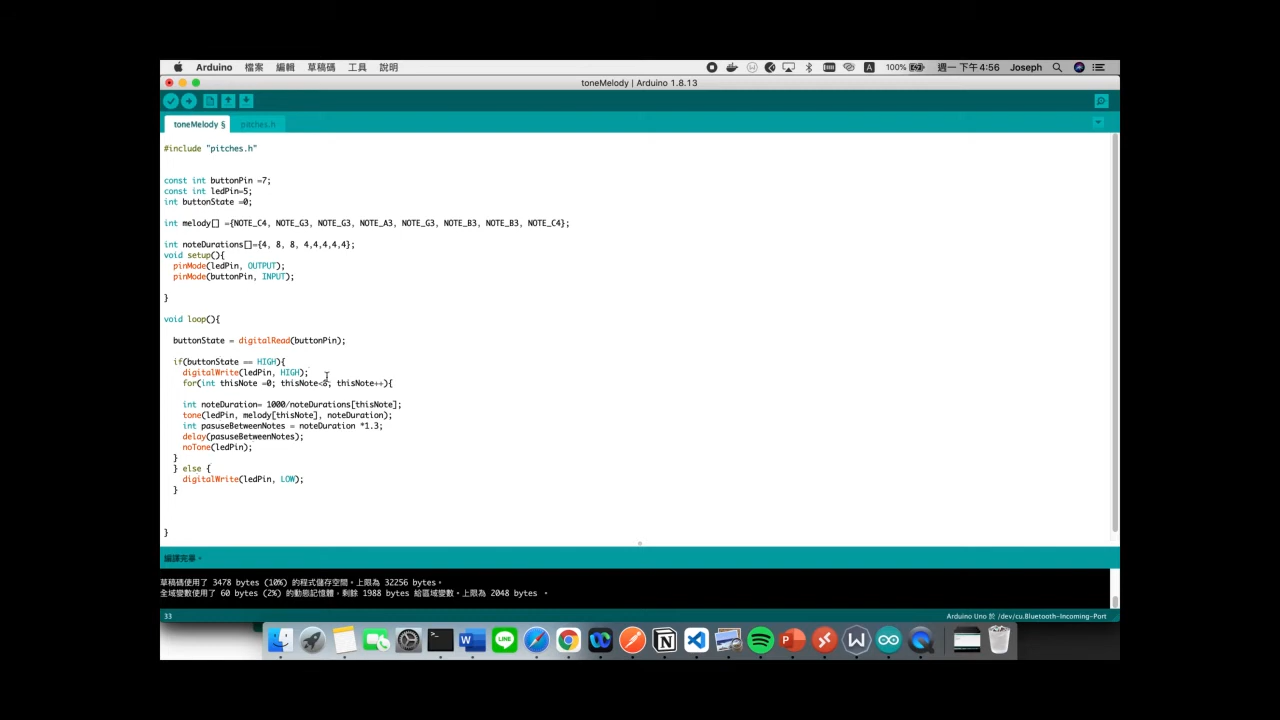 Arduino 檔案 編輯 草稿碼 工具 說明 100% 週一下午4:56 Joseph
toneMelody | Arduino 1.8.13
toneMelody § pitches.h
#include "pitches.h"
const int buttonPin =7;
const int ledPin=5;
int buttonState =0;
int melody[] ={NOTE_C4, NOTE_G3, NOTE_G3, NOTE_A3, NOTE_G3, NOTE_B3, NOTE_B3, NOTE_C4};
int noteDurations[]={4, 8, 8, 4,4,4,4,4};
void setup(){
pinMode(ledPin, OUTPUT);
pinMode(buttonPin, INPUT);
}
void loop(){
buttonState = digitalRead(buttonPin);
if(buttonState == HIGH){
digitalWrite(ledPin, HIGH);
for(int thisNote =0; thisNote<8; thisNote++){
int noteDuration= 1000/noteDurations[thisNote];
tone(ledPin, melody[thisNote], noteDuration);
int pasuseBetweenNotes = noteDuration *1.3;
delay(pasuseBetweenNotes);
noTone(ledPin);
}
} else {
digitalWrite(ledPin, LOW);
}
}
編譯完畢。
草稿碼使用了 3478 bytes (10%) 的程式儲存空間。上限為 32256 bytes。
全域變數使用了 60 bytes (2%) 的動態記憶體，剩餘 1988 bytes 給區域變數。上限為 2048 bytes 。
33 Arduino Uno 於 /dev/cu.Bluetooth-Incoming-Port
LINE